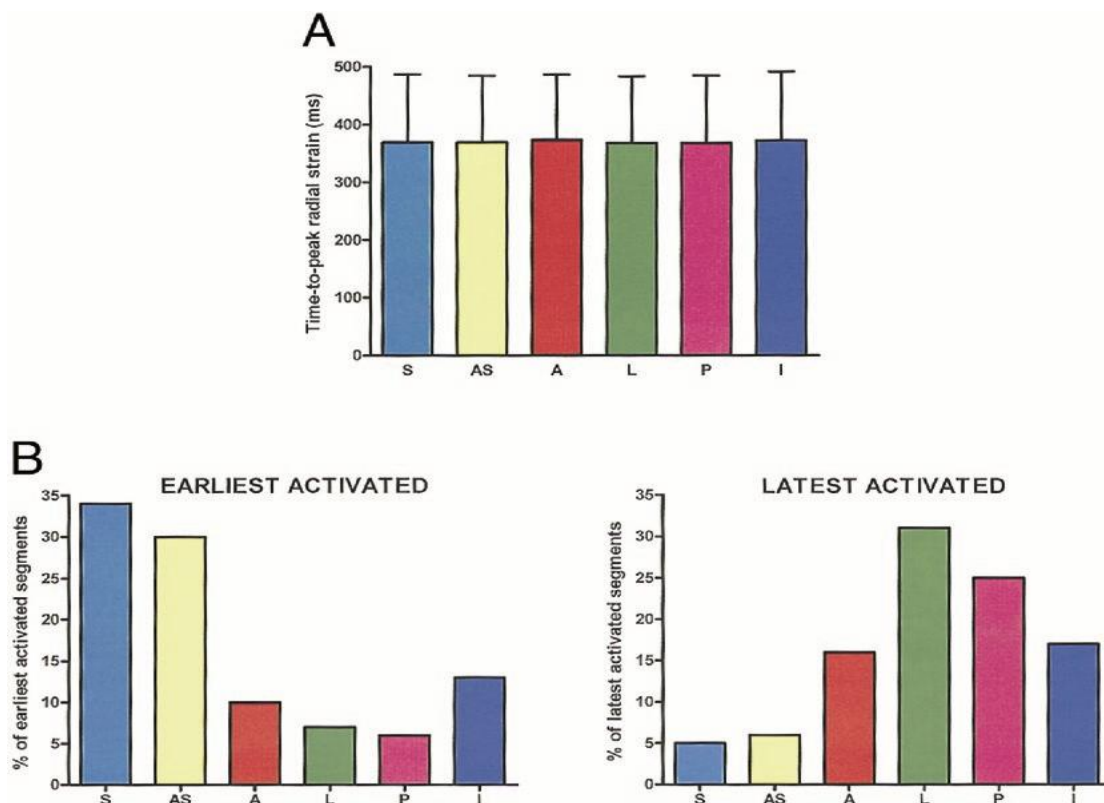 A
Time-to-peak radial strain (ms)
500
400
300
200
100
0
S AS A L P I
B
EARLIEST ACTIVATED
% of earliest activated segments
35
30
25
20
15
10
5
0
S AS A L P I
LATEST ACTIVATED
% of latest activated segments
35
30
25
20
15
10
5
0
S AS A L P I